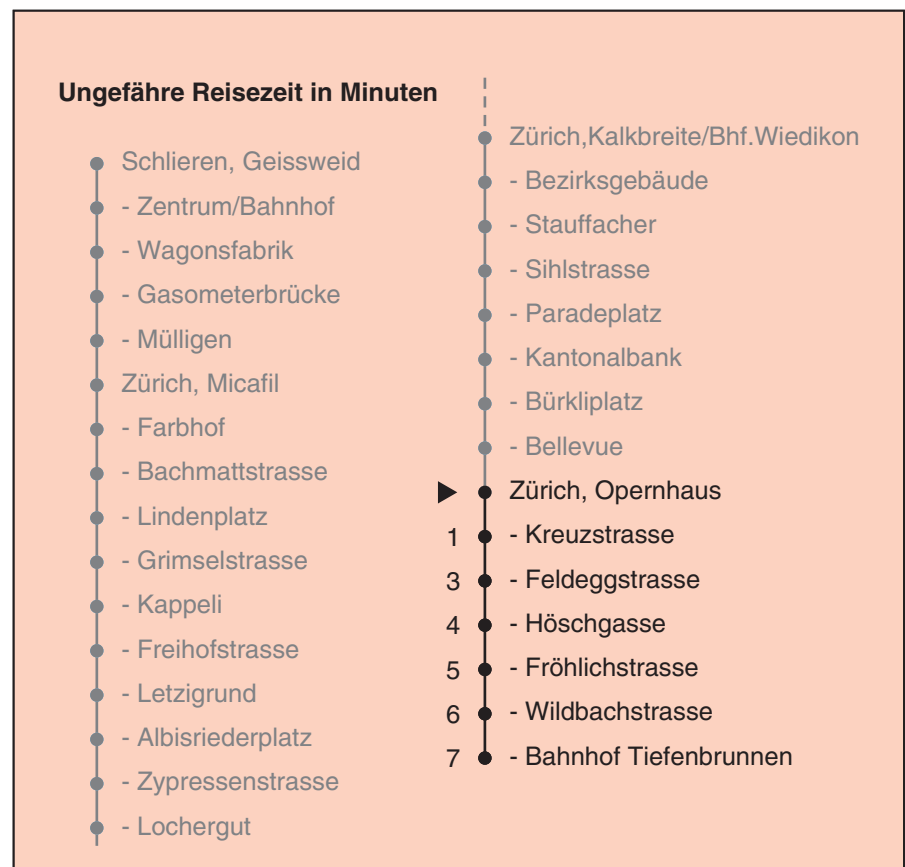 Ungefähre Reisezeit in Minuten
Schlieren, Geissweid
- Zentrum/Bahnhof
- Wagonsfabrik
- Gasometerbrücke
- Mülligen
Zürich, Micafil
- Farbhof
- Bachmattstrasse
- Lindenplatz
- Grimselstrasse
- Kappeli
- Freihofstrasse
- Letzigrund
- Albisriederplatz
- Zypressenstrasse
- Lochergut
Zürich,Kalkbreite/Bhf.Wiedikon
- Bezirksgebäude
- Stauffacher
- Sihlstrasse
- Paradeplatz
- Kantonalbank
- Bürkliplatz
- Bellevue
Zürich, Opernhaus
1 - Kreuzstrasse
3 - Feldeggstrasse
4 - Höschgasse
5 - Fröhlichstrasse
6 - Wildbachstrasse
7 - Bahnhof Tiefenbrunnen